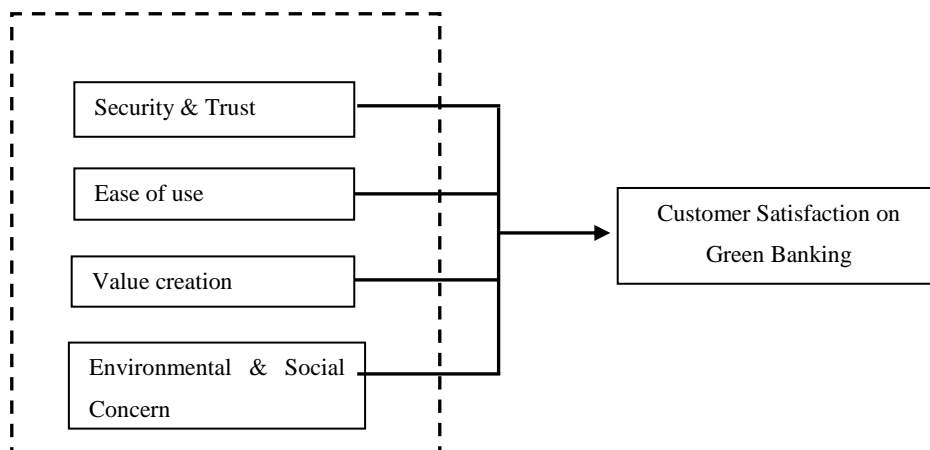 Security & Trust
Ease of use
Value creation
Environmental & Social
Concern
Customer Satisfaction on
Green Banking